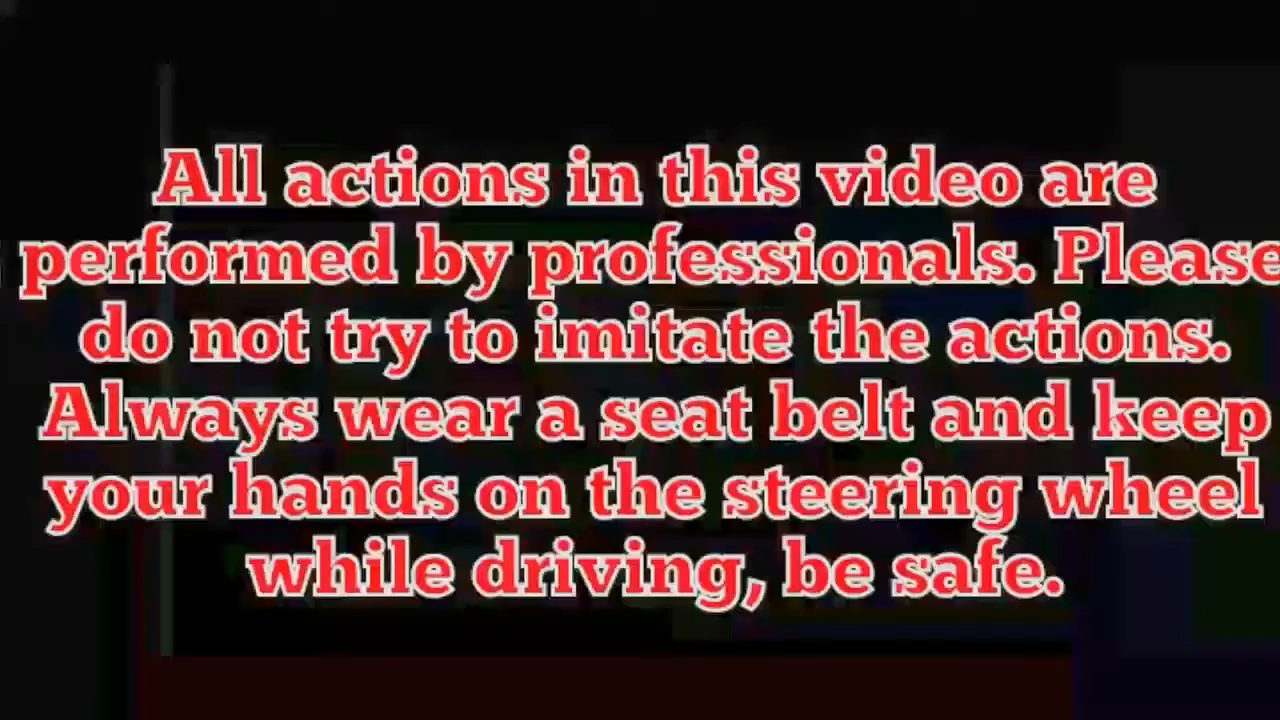 All actions in this video are
performed by professionals. Please
do not try to imitate the actions.
Always wear a seat belt and keep
your hands on the steering wheel
while driving, be safe.